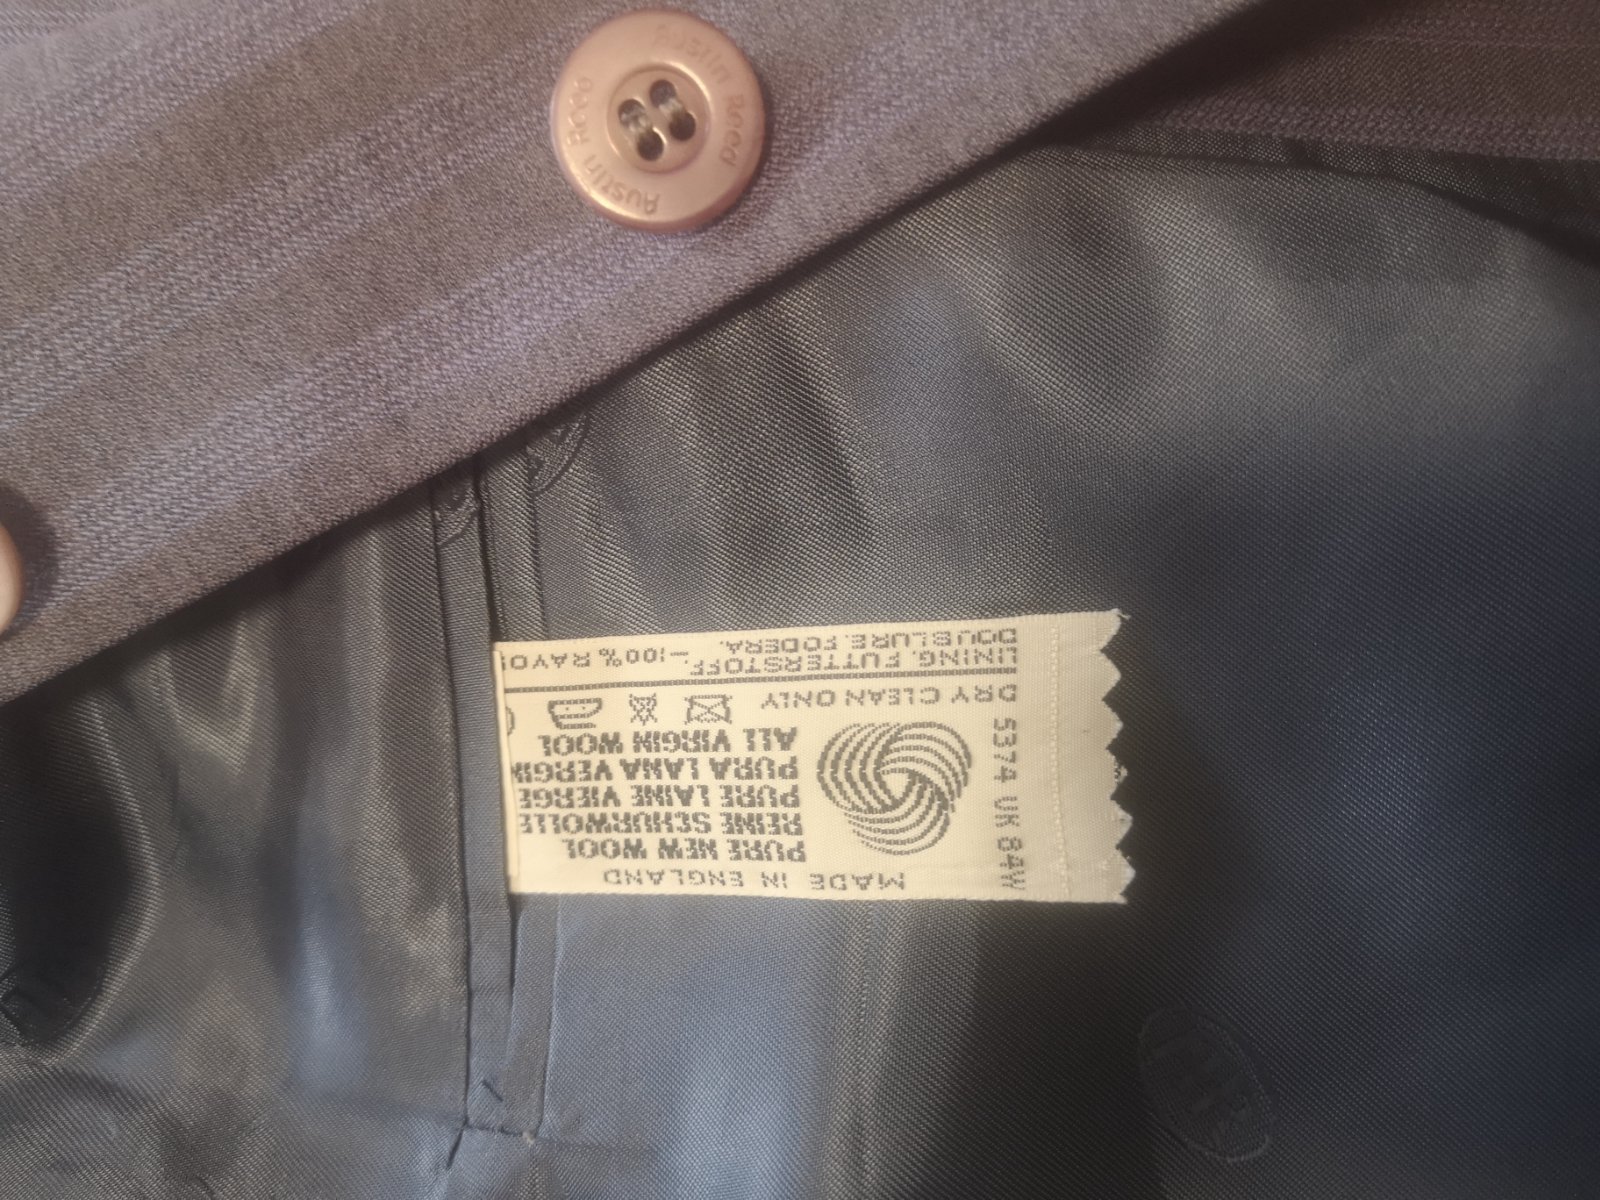 Austin Reed
Austin Reed
MADE IN ENGLAND
PURE NEW WOOL
REINE SCHURWOLLE
PURE LAINE VIERGE
PURA LANA VERGIN
ALL VIRGIN WOOL
DRY CLEAN ONLY
LINING. FUTTERSTOFF.
DOUBLURE. FODERA.
—100% RAYO
5374 UK 84W